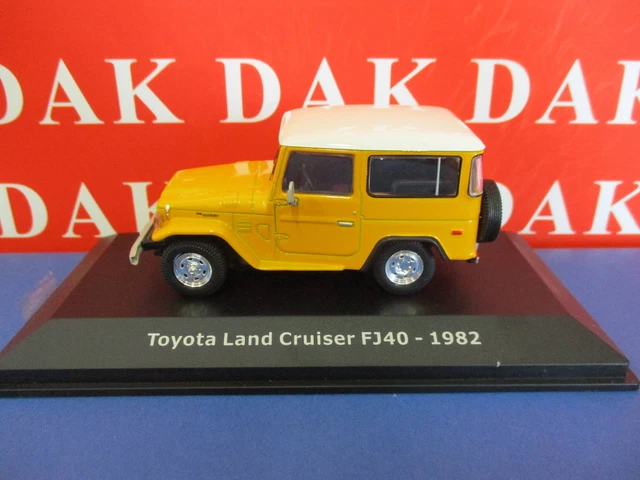 DAK DAK DAK
DAK DAK DAK
Toyota Land Cruiser FJ40 - 1982